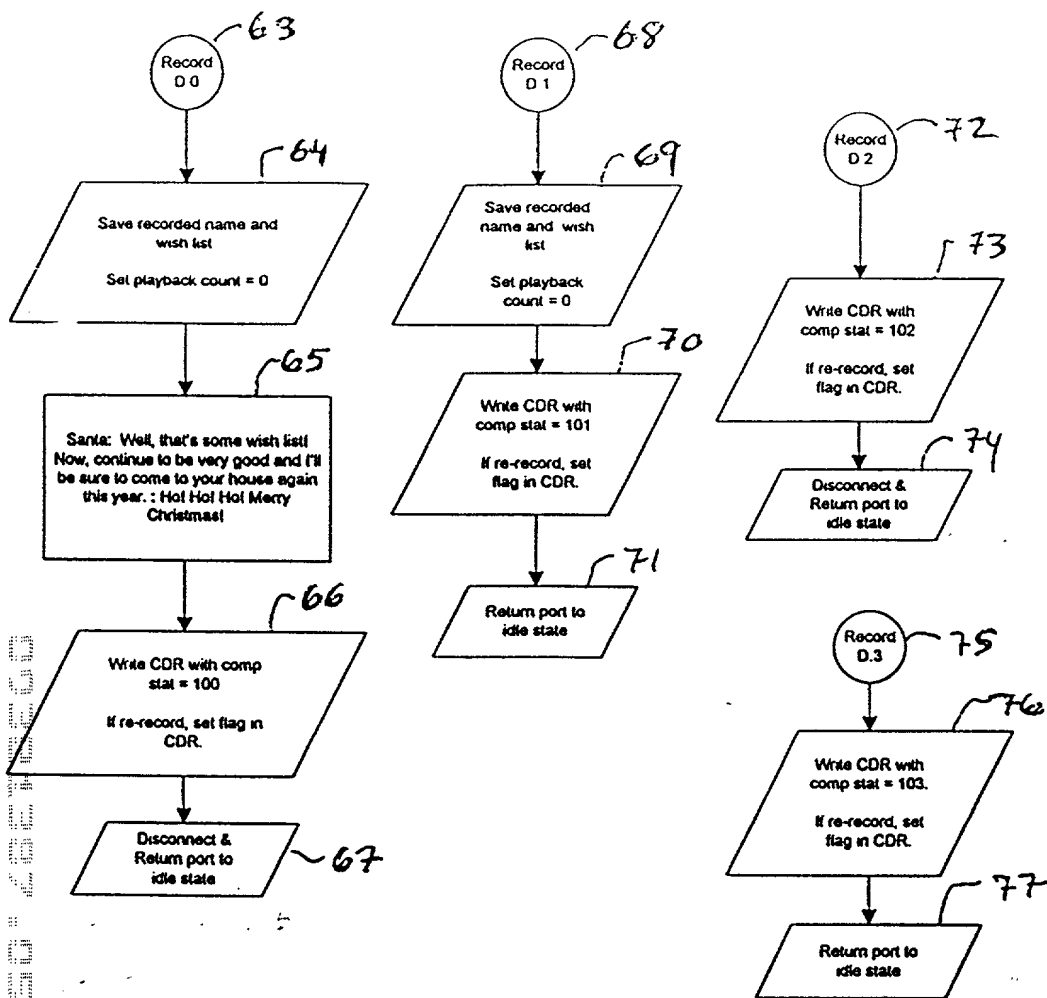 63
Record
D 0
64
Save recorded name and
wish list
Set playback count = 0
65
Santa: Well, that's some wish list!
Now, continue to be very good and I'll
be sure to come to your house again
this year. : Ho! Ho! Ho! Merry
Christmas!
66
Write CDR with comp
stat = 100
If re-record, set flag in
CDR.
Disconnect &
Return port to
idle state
67
68
Record
D 1
69
Save recorded
name and wish
list
Set playback
count = 0
70
Write CDR with
comp stat = 101
If re-record, set
flag in CDR.
71
Return port to
idle state
72
Record
D 2
73
Write CDR with
comp stat = 102
If re-record, set
flag in CDR.
74
Disconnect &
Return port to
idle state
Record
D.3
75
76
Write CDR with
comp stat = 103.
If re-record, set
flag in CDR.
77
Return port to
idle state